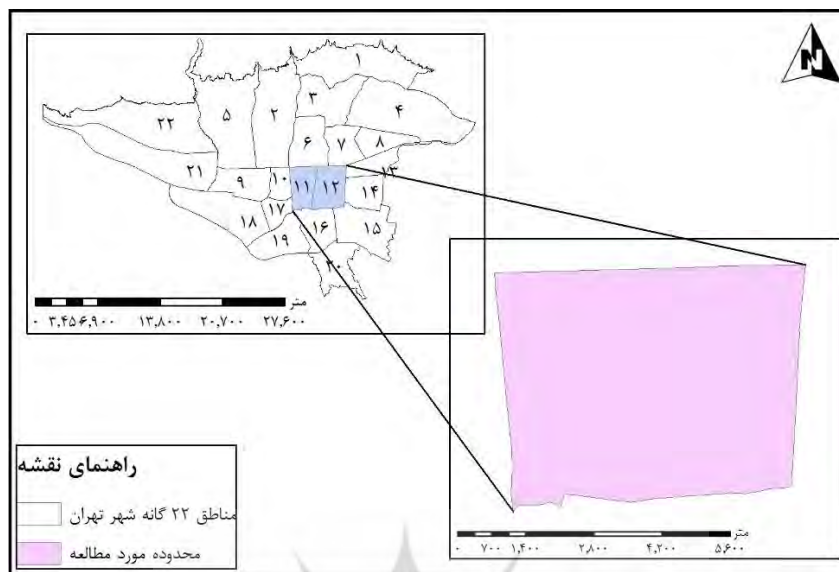 N
۱
۳
۴
۲
۵
۲۲
۶
۷
۸
۲۱
۹
۱۰
۱۱
۱۲
۱۳
۱۴
۱۷
۱۸
۱۶
۱۵
۱۹
۲۰
متر
۰ ۳,۴۵۰ ۶,۹۰۰ ۱۳,۸۰۰ ۲۰,۷۰۰ ۲۷,۶۰۰
راهنمای نقشه
مناطق ۲۲ گانه شهر تهران
محدوده مورد مطالعه
متر
۰ ۷۰۰ ۱,۴۰۰ ۲,۸۰۰ ۴,۲۰۰ ۵,۶۰۰